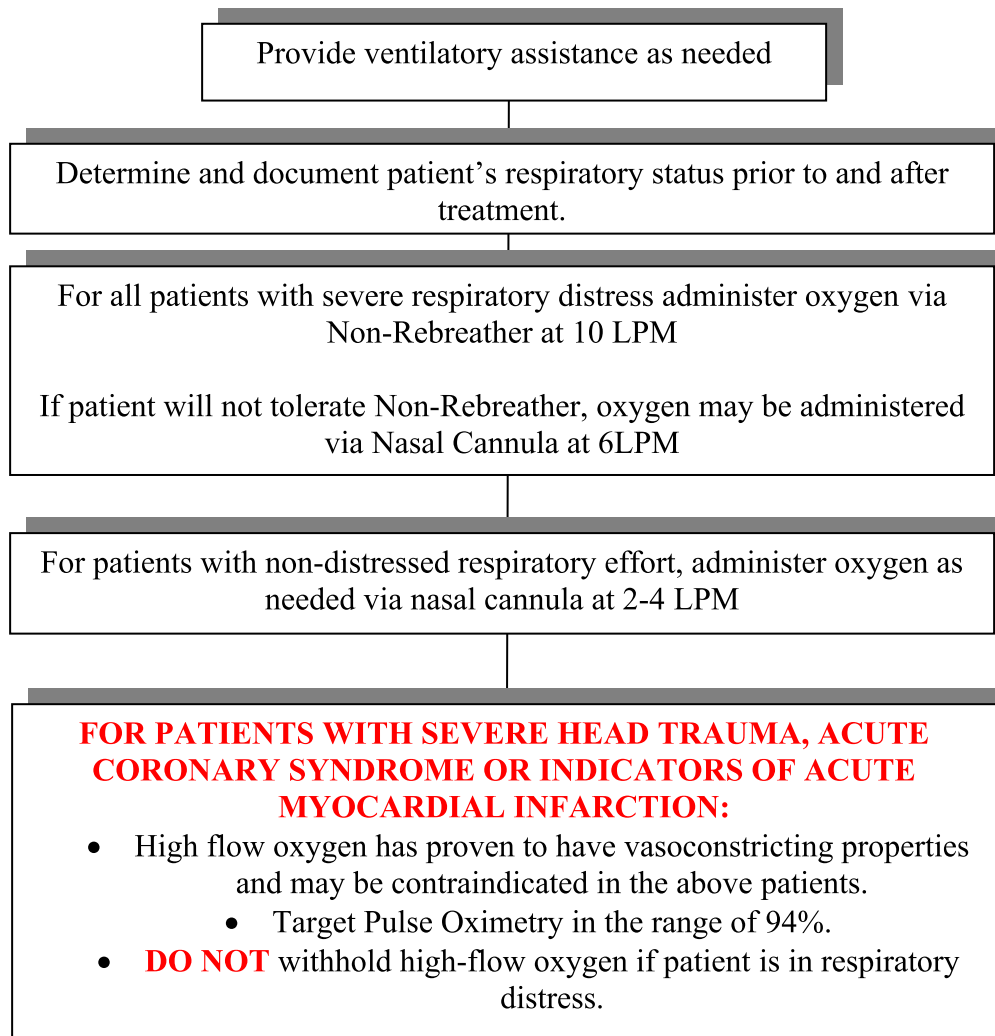 Provide ventilatory assistance as needed
Determine and document patient’s respiratory status prior to and after
treatment.
For all patients with severe respiratory distress administer oxygen via
Non-Rebreather at 10 LPM
If patient will not tolerate Non-Rebreather, oxygen may be administered
via Nasal Cannula at 6LPM
For patients with non-distressed respiratory effort, administer oxygen as
needed via nasal cannula at 2-4 LPM
FOR PATIENTS WITH SEVERE HEAD TRAUMA, ACUTE
CORONARY SYNDROME OR INDICATORS OF ACUTE
MYOCARDIAL INFARCTION:
• High flow oxygen has proven to have vasoconstricting properties
and may be contraindicated in the above patients.
• Target Pulse Oximetry in the range of 94%.
• DO NOT withhold high-flow oxygen if patient is in respiratory
distress.